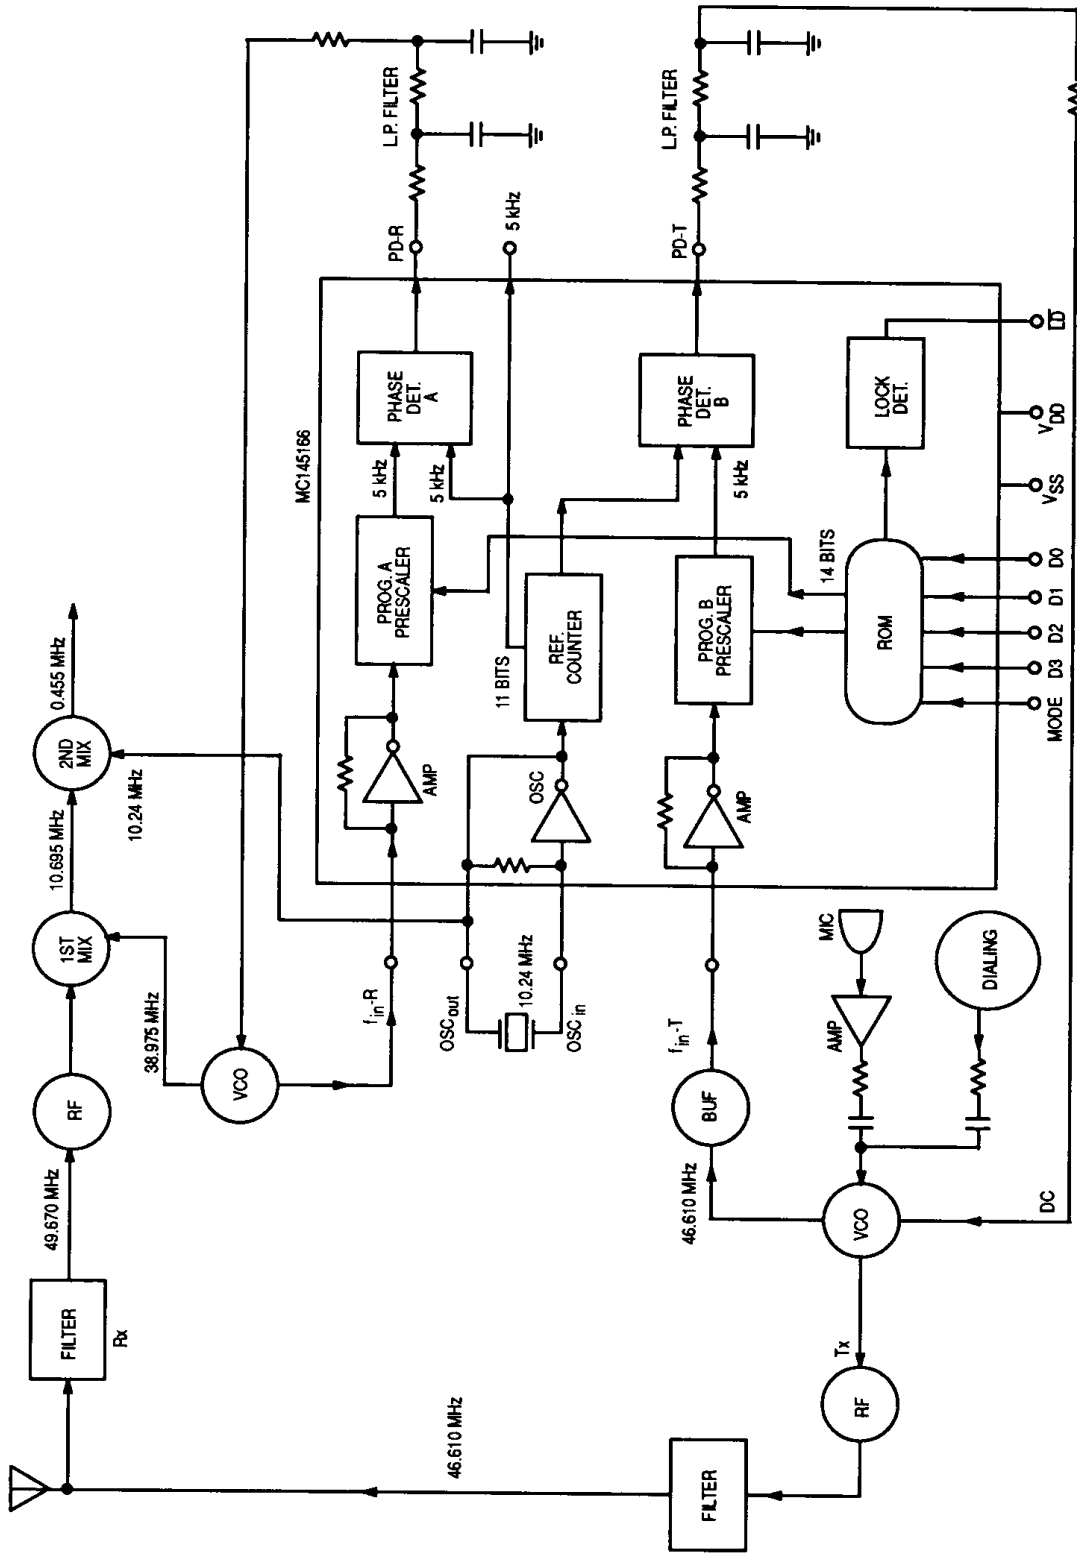 FILTER
Rx
49.670 MHz
RF
1ST
MIX
10.695 MHz
2ND
MIX
0.455 MHz
10.24 MHz
38.975 MHz
VCO
fin-R
AMP
PROG. A
PRESCALER
5 kHz
5 kHz
PHASE
DET.
A
PD-R
L.P. FILTER
MC145166
OSCout
10.24 MHz
OSCin
OSC
11 BITS
REF.
COUNTER
5 kHz
46.610 MHz
46.610 MHz
BUF
fin-T
AMP
PROG. B
PRESCALER
5 kHz
PHASE
DET.
B
PD-T
L.P. FILTER
FILTER
RF
Tx
VCO
DC
AMP
MIC
DIALING
14 BITS
ROM
LOCK
DET.
MODE
D3
D2
D1
D0
VSS
VDD
L̅D̅